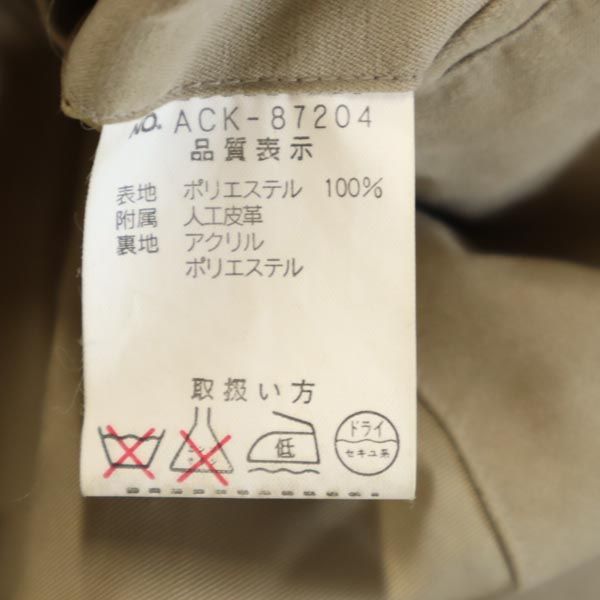 NO. ACK-87204
品質表示
表地 ポリエステル 100%
附属 人工皮革
裏地 アクリル
ポリエステル
取扱い方
低
ドライ
セキユ系